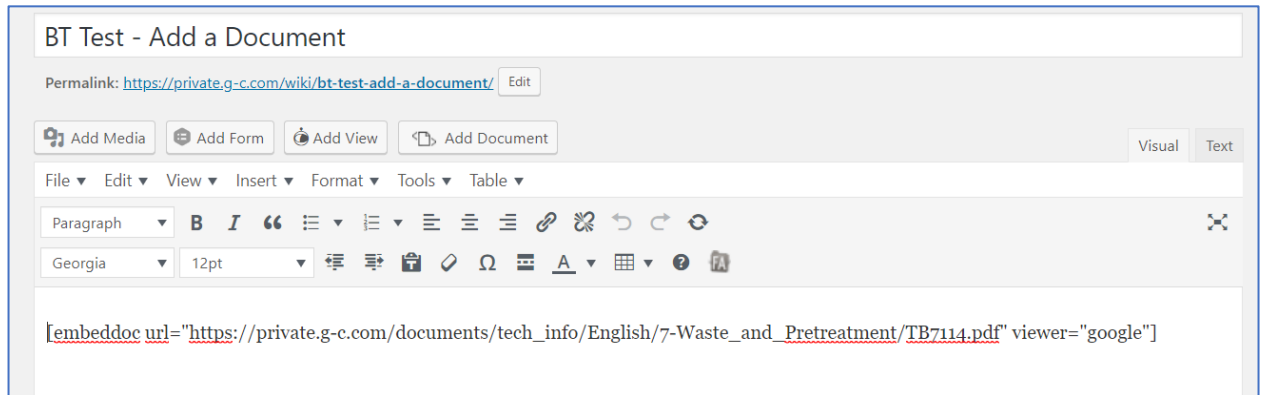 BT Test - Add a Document
Permalink: https://private.g-c.com/wiki/bt-test-add-a-document/ Edit
Add Media Add Form Add View Add Document
Visual Text
File Edit View Insert Format Tools Table
Paragraph B I
Georgia 12pt Ω A ? FA
[embeddoc url="https://private.g-c.com/documents/tech_info/English/7-Waste_and_Pretreatment/TB7114.pdf" viewer="google"]